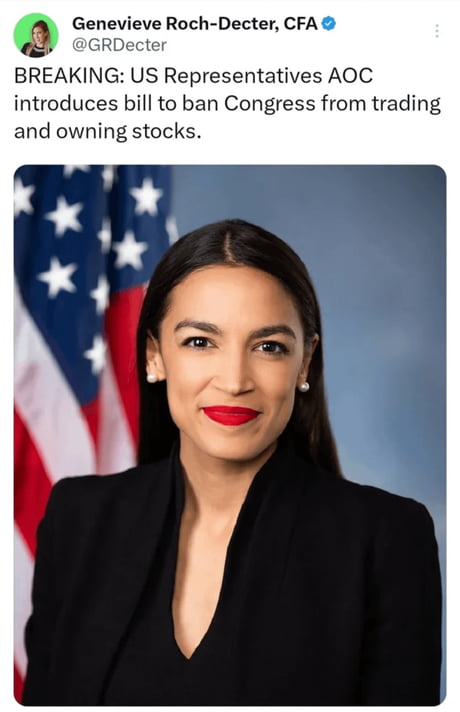 Genevieve Roch-Decter, CFA
@GRDecter
BREAKING: US Representatives AOC
introduces bill to ban Congress from trading
and owning stocks.